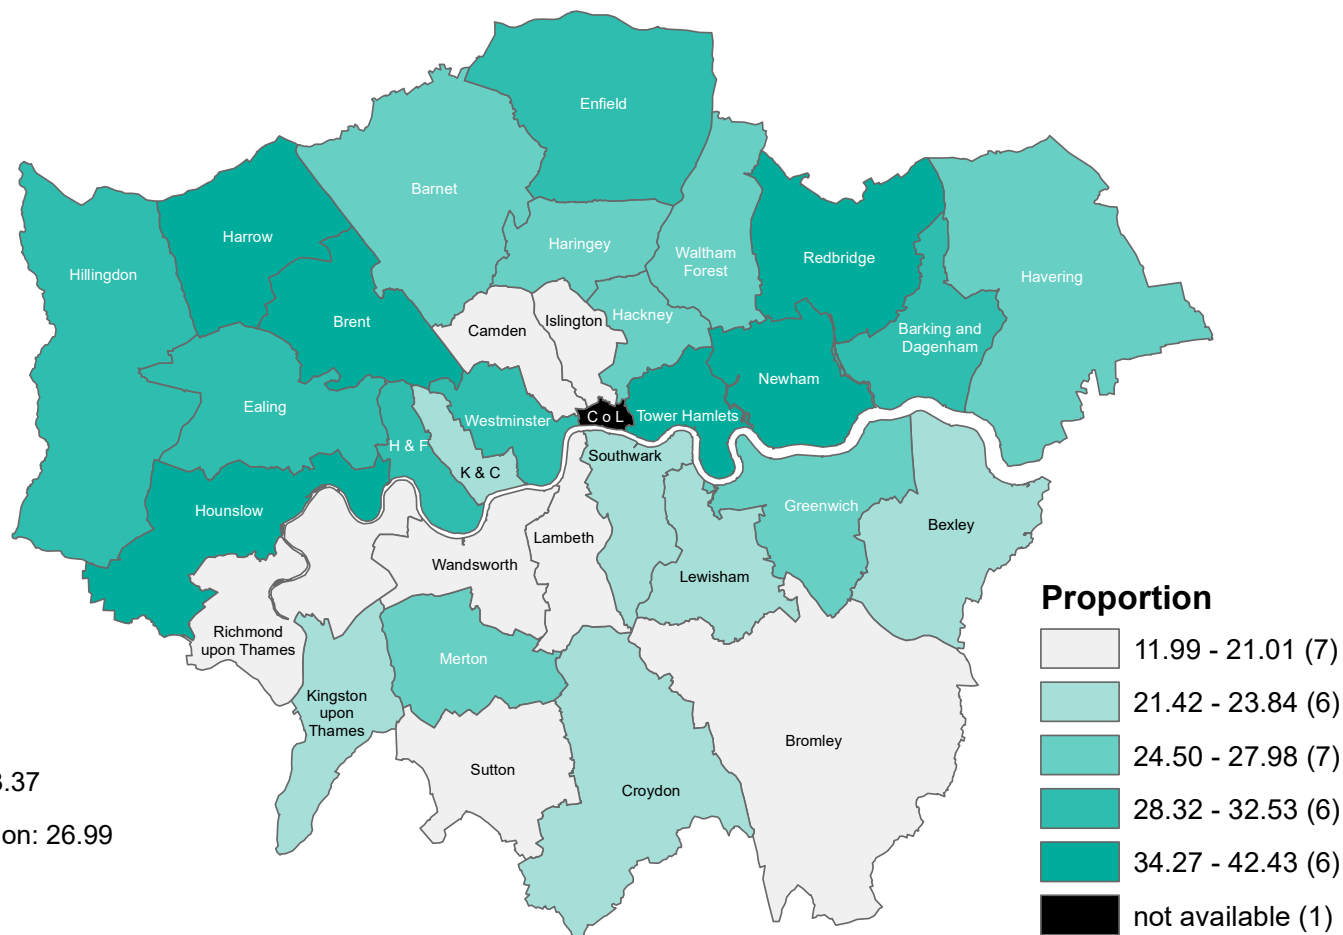 Enfield
Barnet
Harrow
Haringey
Waltham
Forest
Redbridge
Hillingdon
Havering
Brent
Camden
Islington
Hackney
Barking and
Dagenham
Newham
Ealing
Westminster
C o L
Tower Hamlets
H & F
K & C
Southwark
Hounslow
Greenwich
Bexley
Lambeth
Wandsworth
Lewisham
Richmond
upon Thames
Merton
Kingston
upon
Thames
Sutton
Croydon
Bromley
.37
on: 26.99
Proportion
11.99 - 21.01 (7)
21.42 - 23.84 (6)
24.50 - 27.98 (7)
28.32 - 32.53 (6)
34.27 - 42.43 (6)
not available (1)